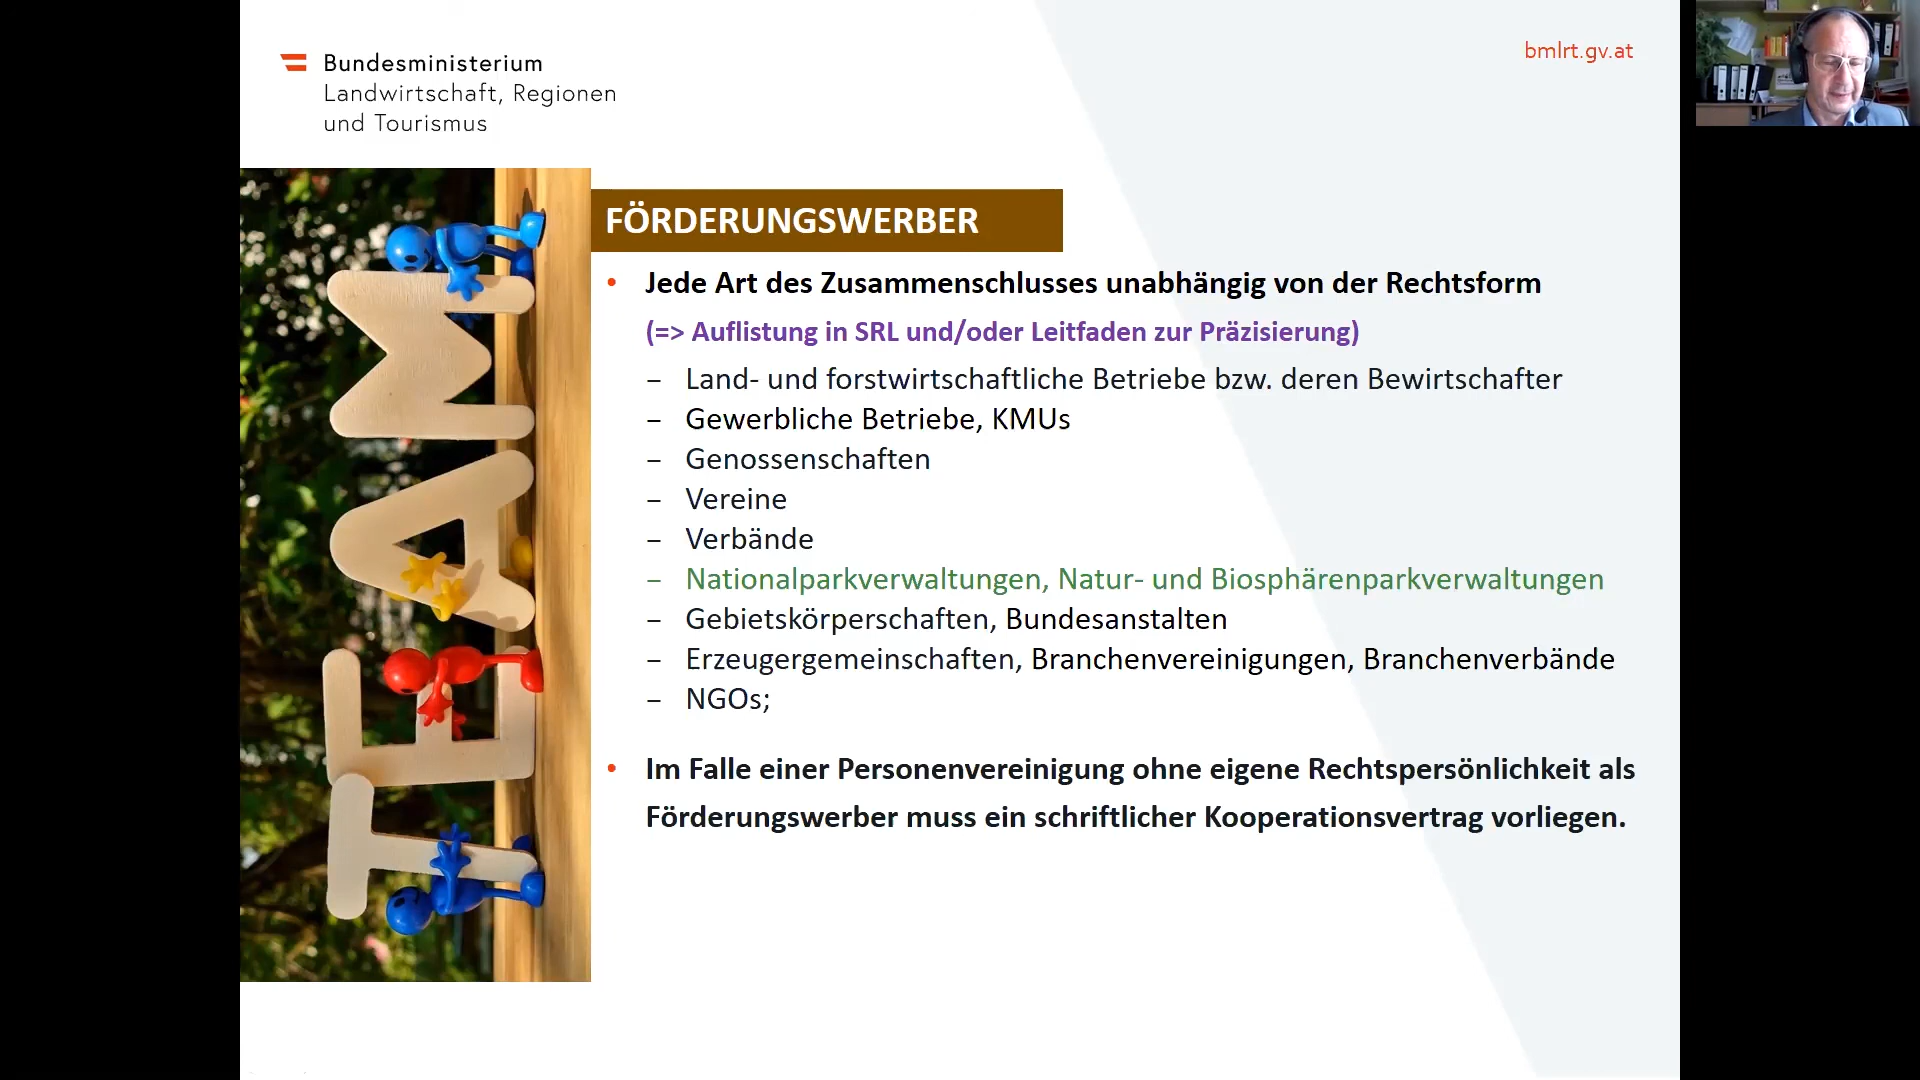 Bundesministerium
Landwirtschaft, Regionen
und Tourismus
bmlrt.gv.at
TEAM
FÖRDERUNGSWERBER
• Jede Art des Zusammenschlusses unabhängig von der Rechtsform
(=> Auflistung in SRL und/oder Leitfaden zur Präzisierung)
– Land- und forstwirtschaftliche Betriebe bzw. deren Bewirtschafter
– Gewerbliche Betriebe, KMUs
– Genossenschaften
– Vereine
– Verbände
– Nationalparkverwaltungen, Natur- und Biosphärenparkverwaltungen
– Gebietskörperschaften, Bundesanstalten
– Erzeugergemeinschaften, Branchenvereinigungen, Branchenverbände
– NGOs;
• Im Falle einer Personenvereinigung ohne eigene Rechtspersönlichkeit als
Förderungswerber muss ein schriftlicher Kooperationsvertrag vorliegen.